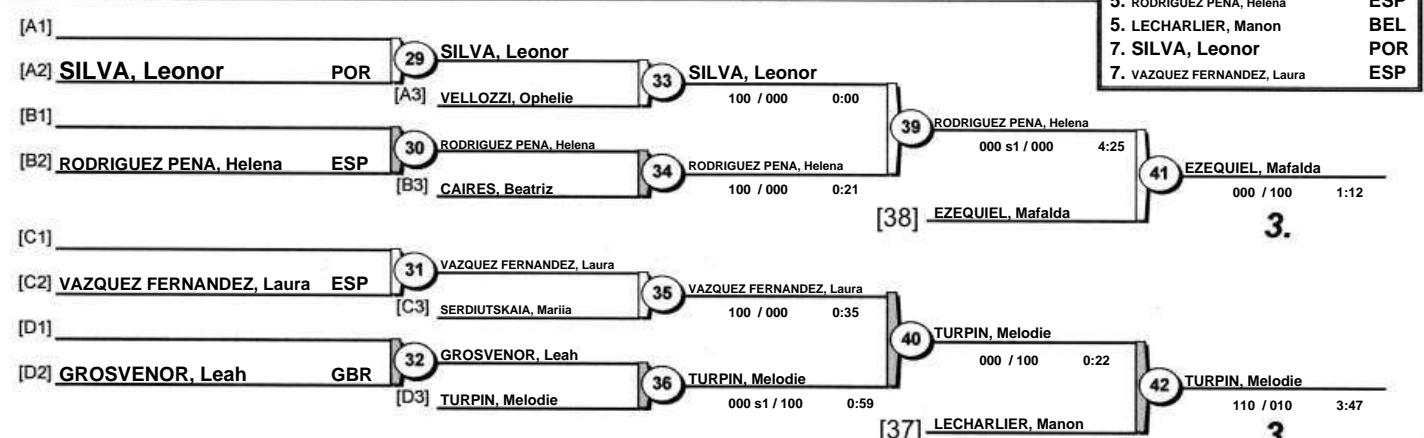 5. RODRIGUEZ PENA, Helena ESP
5. LECHARLIER, Manon BEL
7. SILVA, Leonor POR
7. VAZQUEZ FERNANDEZ, Laura ESP
[A1]
[A2] SILVA, Leonor POR
29
SILVA, Leonor
[A3] VELLOZZI, Ophelie
33
SILVA, Leonor
100 / 000 0:00
[B1]
[B2] RODRIGUEZ PENA, Helena ESP
30
RODRIGUEZ PENA, Helena
[B3] CAIRES, Beatriz
34
RODRIGUEZ PENA, Helena
100 / 000 0:21
39
RODRIGUEZ PENA, Helena
000 s1 / 000 4:25
[38] EZEQUIEL, Mafalda
41
EZEQUIEL, Mafalda
000 / 100 1:12
3.
[C1]
[C2] VAZQUEZ FERNANDEZ, Laura ESP
31
VAZQUEZ FERNANDEZ, Laura
[C3] SERDIUTSKAIA, Mariia
35
VAZQUEZ FERNANDEZ, Laura
100 / 000 0:35
[D1]
[D2] GROSVENOR, Leah GBR
32
GROSVENOR, Leah
[D3] TURPIN, Melodie
36
TURPIN, Melodie
000 s1 / 100 0:59
40
TURPIN, Melodie
000 / 100 0:22
[37] LECHARLIER, Manon
42
TURPIN, Melodie
110 / 010 3:47
3